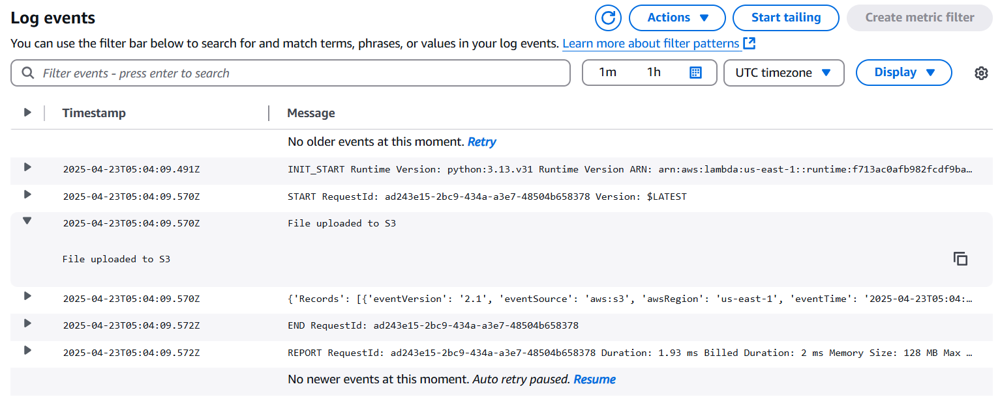 Log events
Actions
Start tailing
Create metric filter
You can use the filter bar below to search for and match terms, phrases, or values in your log events. Learn more about filter patterns
Filter events - press enter to search
1m 1h
UTC timezone
Display
Timestamp Message
No older events at this moment. Retry
2025-04-23T05:04:09.491Z INIT_START Runtime Version: python:3.13.v31 Runtime Version ARN: arn:aws:lambda:us-east-1::runtime:f713ac0afb982fcdf9ba…
2025-04-23T05:04:09.570Z START RequestId: ad243e15-2bc9-434a-a3e7-48504b658378 Version: $LATEST
2025-04-23T05:04:09.570Z File uploaded to S3
File uploaded to S3
2025-04-23T05:04:09.570Z {'Records': [{'eventVersion': '2.1', 'eventSource': 'aws:s3', 'awsRegion': 'us-east-1', 'eventTime': '2025-04-23T05:04:…
2025-04-23T05:04:09.572Z END RequestId: ad243e15-2bc9-434a-a3e7-48504b658378
2025-04-23T05:04:09.572Z REPORT RequestId: ad243e15-2bc9-434a-a3e7-48504b658378 Duration: 1.93 ms Billed Duration: 2 ms Memory Size: 128 MB Max …
No newer events at this moment. Auto retry paused. Resume